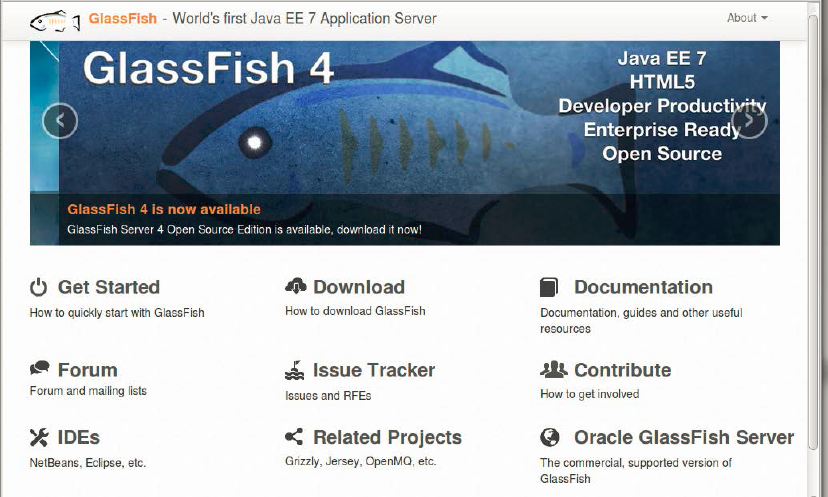 GlassFish - World's first Java EE 7 Application Server
About
GlassFish 4
Java EE 7
HTML5
Developer Productivity
Enterprise Ready
Open Source
GlassFish 4 is now available
GlassFish Server 4 Open Source Edition is available, download it now!
Get Started
How to quickly start with GlassFish
Download
How to download GlassFish
Documentation
Documentation, guides and other useful
resources
Forum
Forum and mailing lists
Issue Tracker
Issues and RFEs
Contribute
How to get involved
IDEs
NetBeans, Eclipse, etc.
Related Projects
Grizzly, Jersey, OpenMQ, etc.
Oracle GlassFish Server
The commercial, supported version of
GlassFish